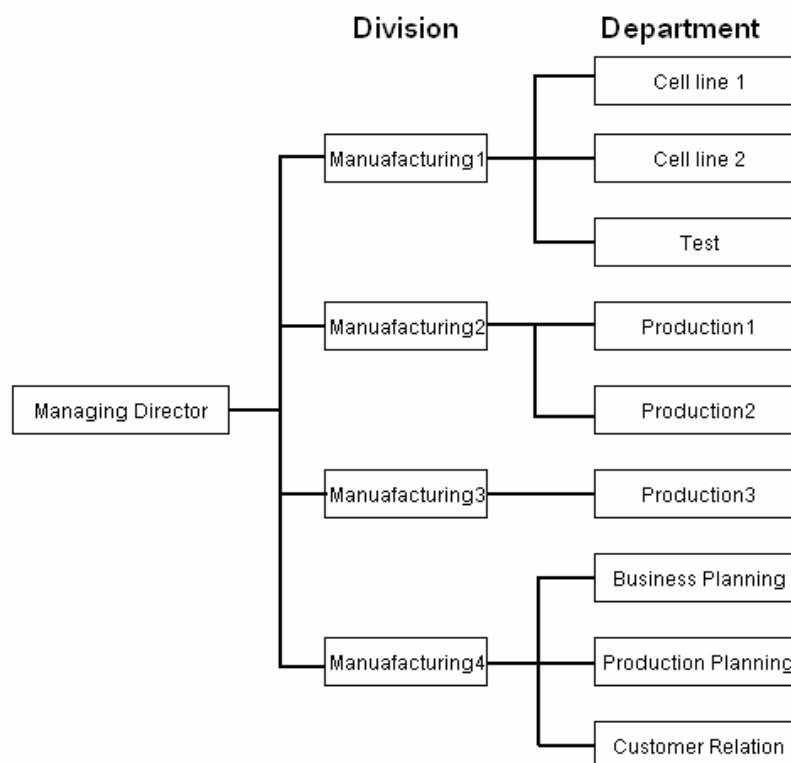 Division Department
Cell line 1
Manuafacturing1
Cell line 2
Test
Manuafacturing2
Production1
Managing Director
Production2
Manuafacturing3
Production3
Business Planning
Manuafacturing4
Production Planning
Customer Relation